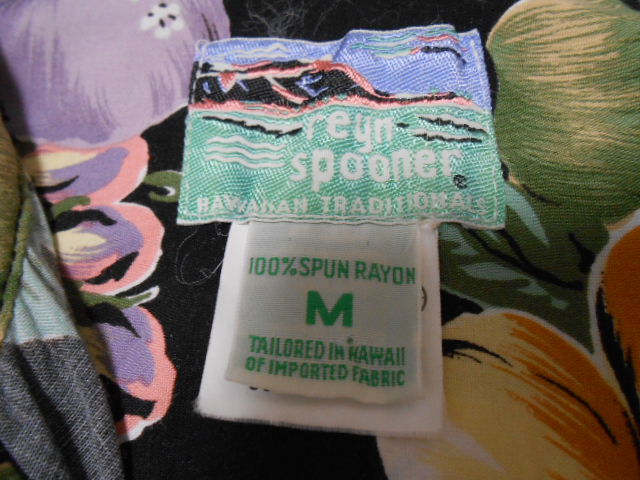 reyn
spooner®
HAWAIIAN TRADITIONALS
100% SPUN RAYON
M
TAILORED IN HAWAII
OF IMPORTED FABRIC